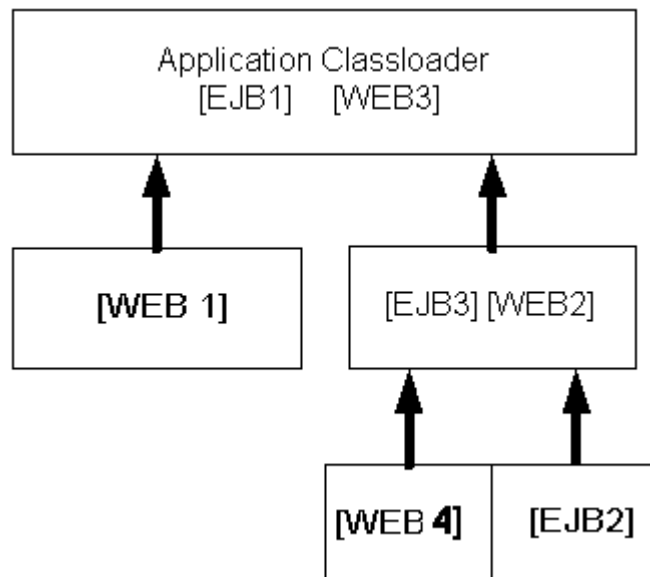 Application Classloader
[EJB1] [WEB3]
[WEB 1]
[EJB3] [WEB2]
[WEB 4]
[EJB2]